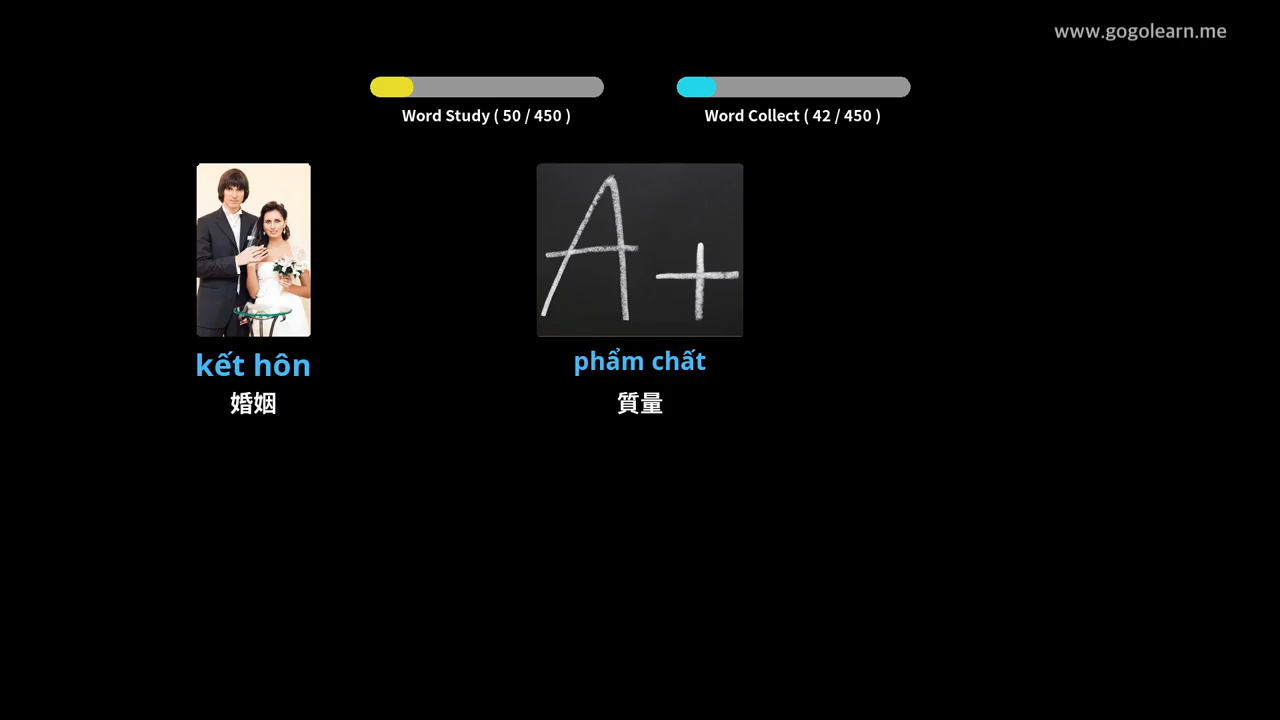 www.gogolearn.me
Word Study ( 50 / 450 )
Word Collect ( 42 / 450 )
A+
kết hôn
婚姻
phẩm chất
質量